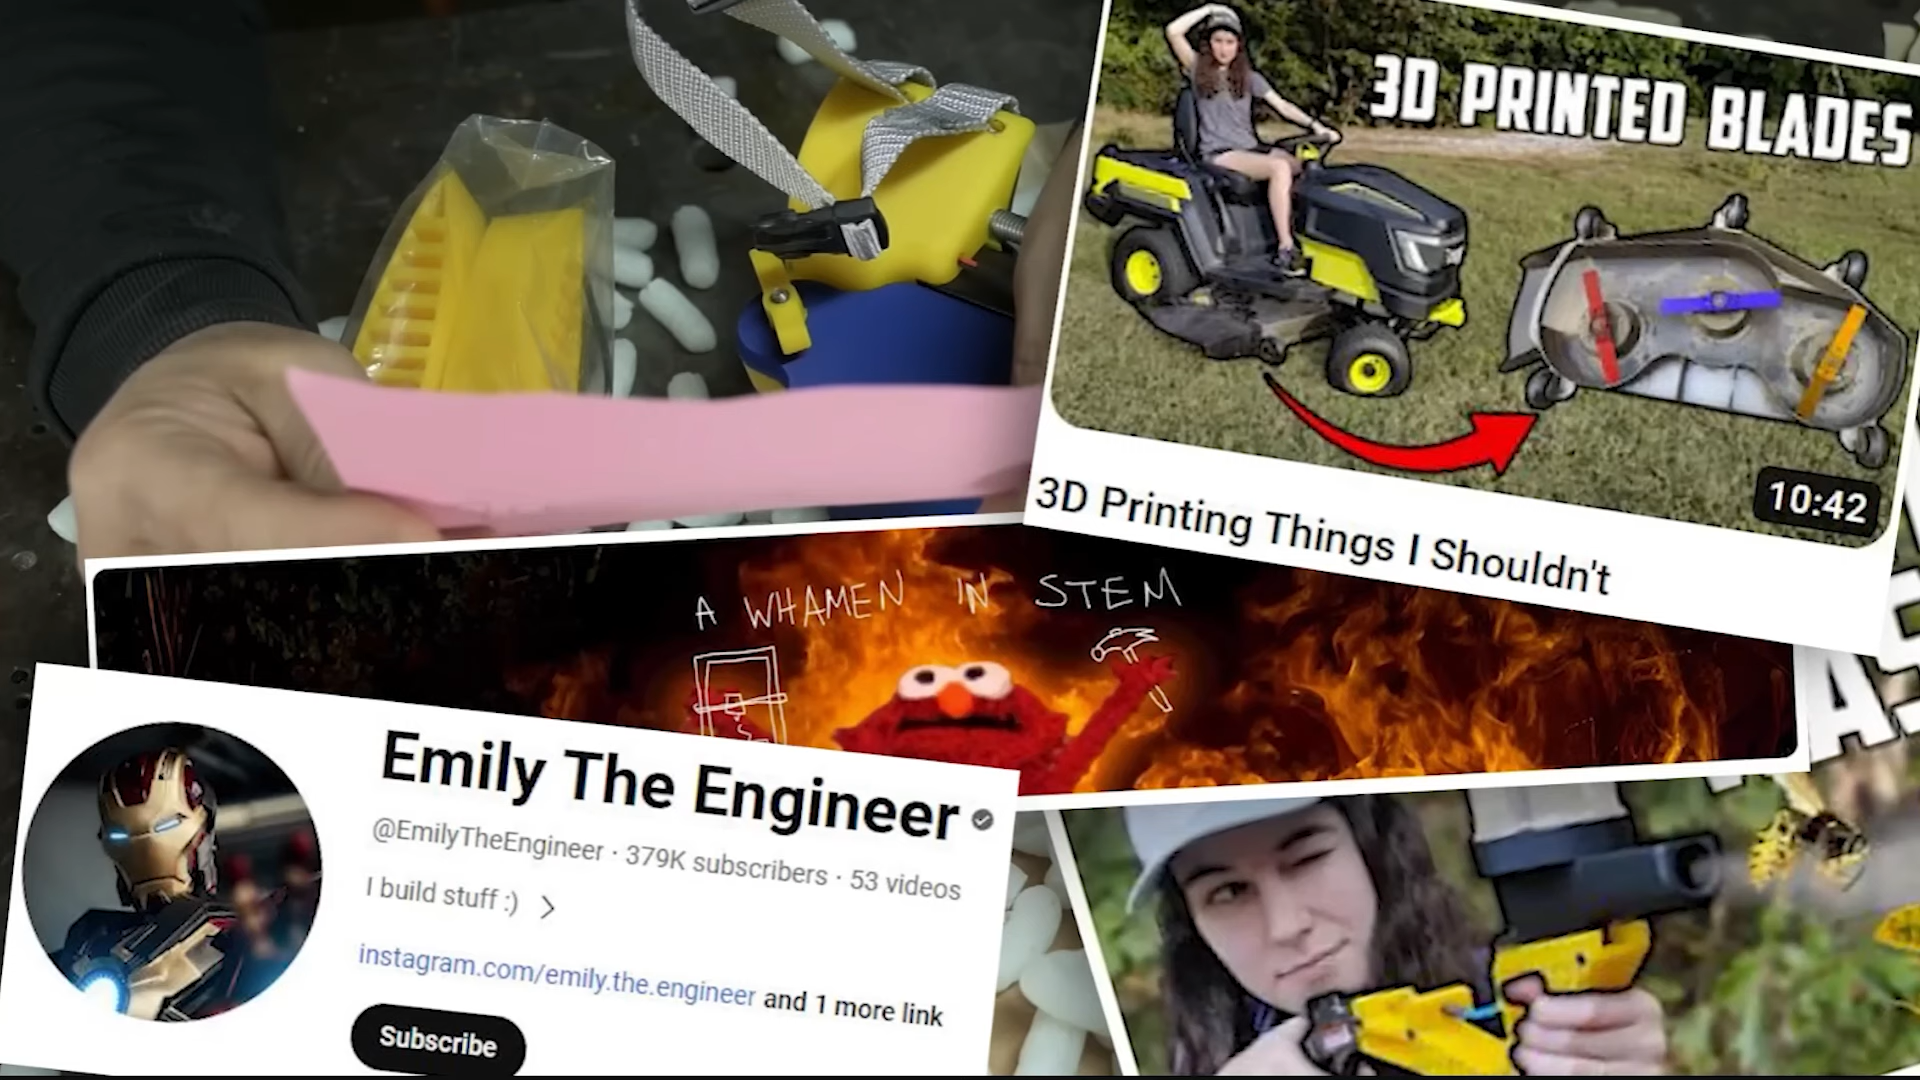 3D PRINTED BLADES
10:42
3D Printing Things I Shouldn't
A WHAMEN IN STEM
Emily The Engineer
@EmilyTheEngineer · 379K subscribers · 53 videos
I build stuff :)
instagram.com/emily.the.engineer and 1 more link
Subscribe